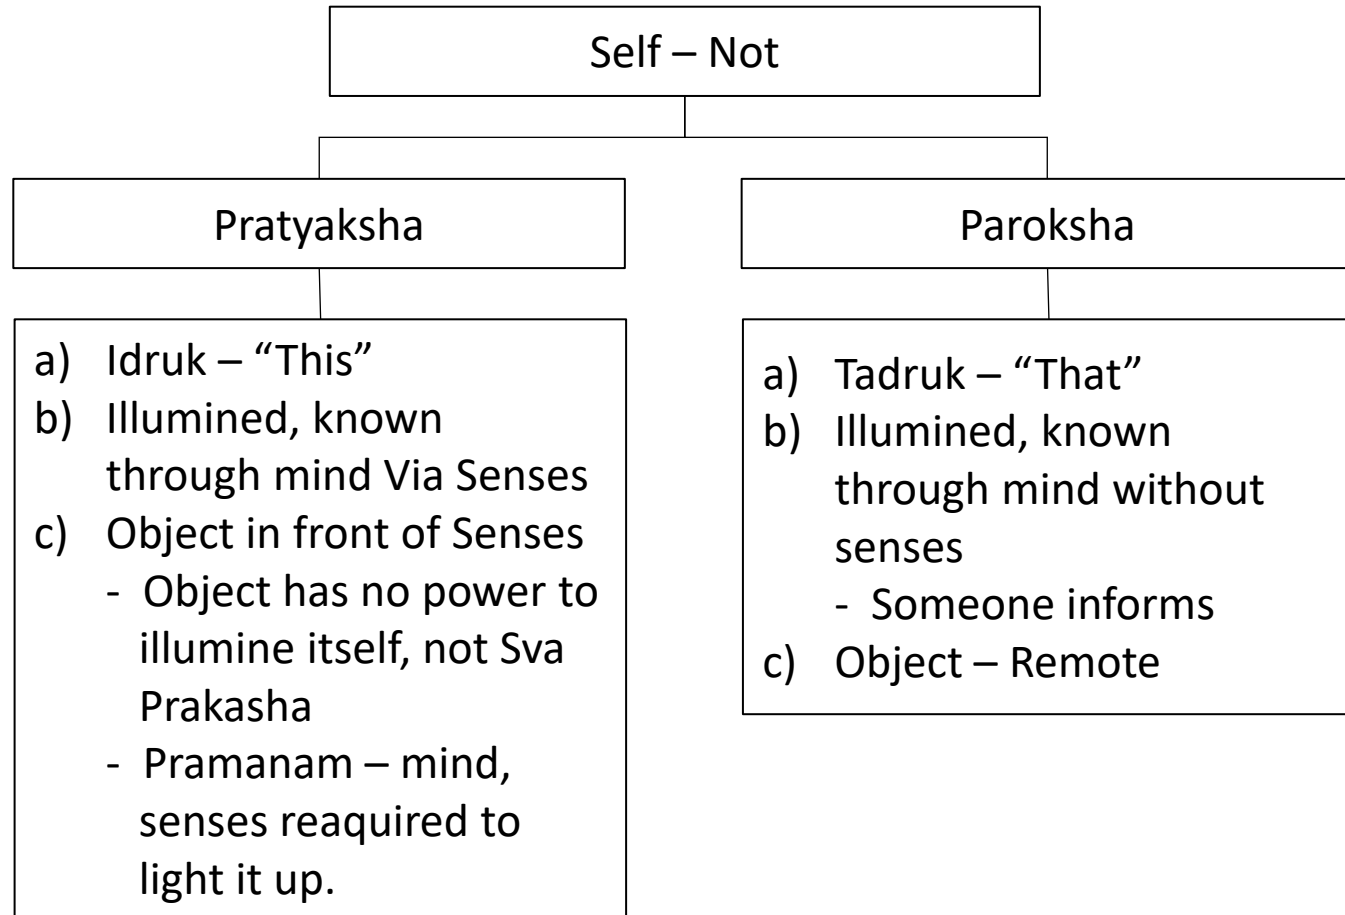 Self – Not
Pratyaksha
Paroksha
a) Idruk – “This”
b) Illumined, known
through mind Via Senses
c) Object in front of Senses
- Object has no power to
illumine itself, not Sva
Prakasha
- Pramanam – mind,
senses reaquired to
light it up.
a) Tadruk – “That”
b) Illumined, known
through mind without
senses
- Someone informs
c) Object – Remote